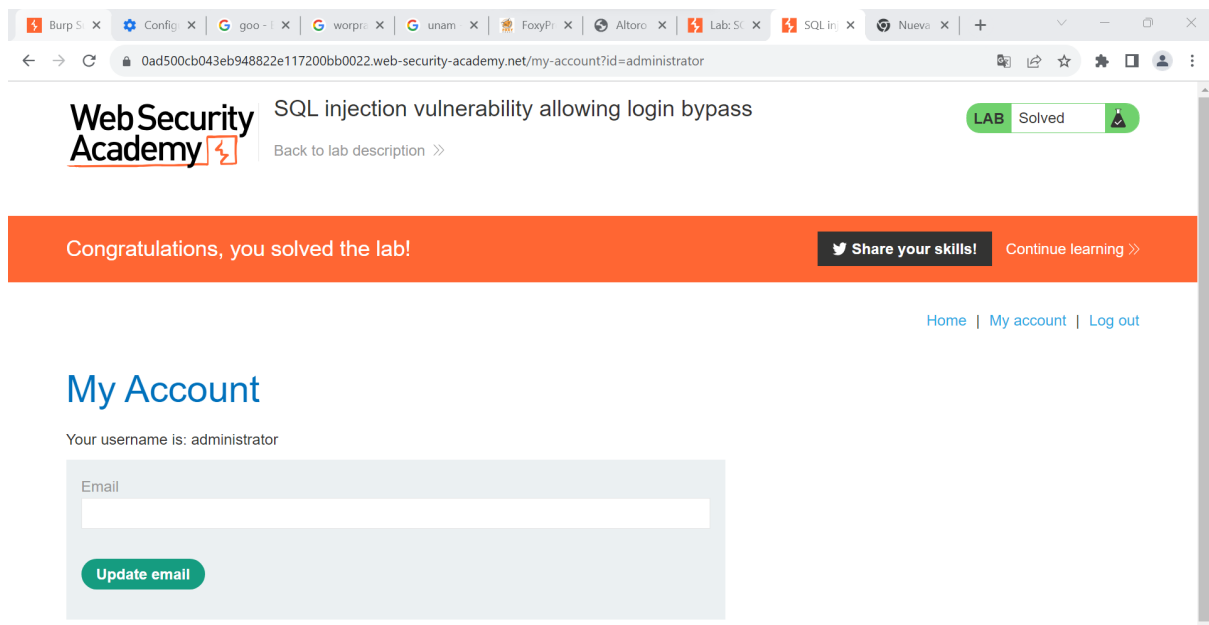 Burp S
Config
goo - F
worpre
unam
FoxyPr
Altoro
Lab: SQ
SQL inj
Nueva
0ad500cb043eb948822e117200bb0022.web-security-academy.net/my-account?id=administrator
WebSecurity
Academy
SQL injection vulnerability allowing login bypass
Back to lab description
LAB Solved
Congratulations, you solved the lab!
Share your skills!
Continue learning
Home | My account | Log out
My Account
Your username is: administrator
Email
Update email